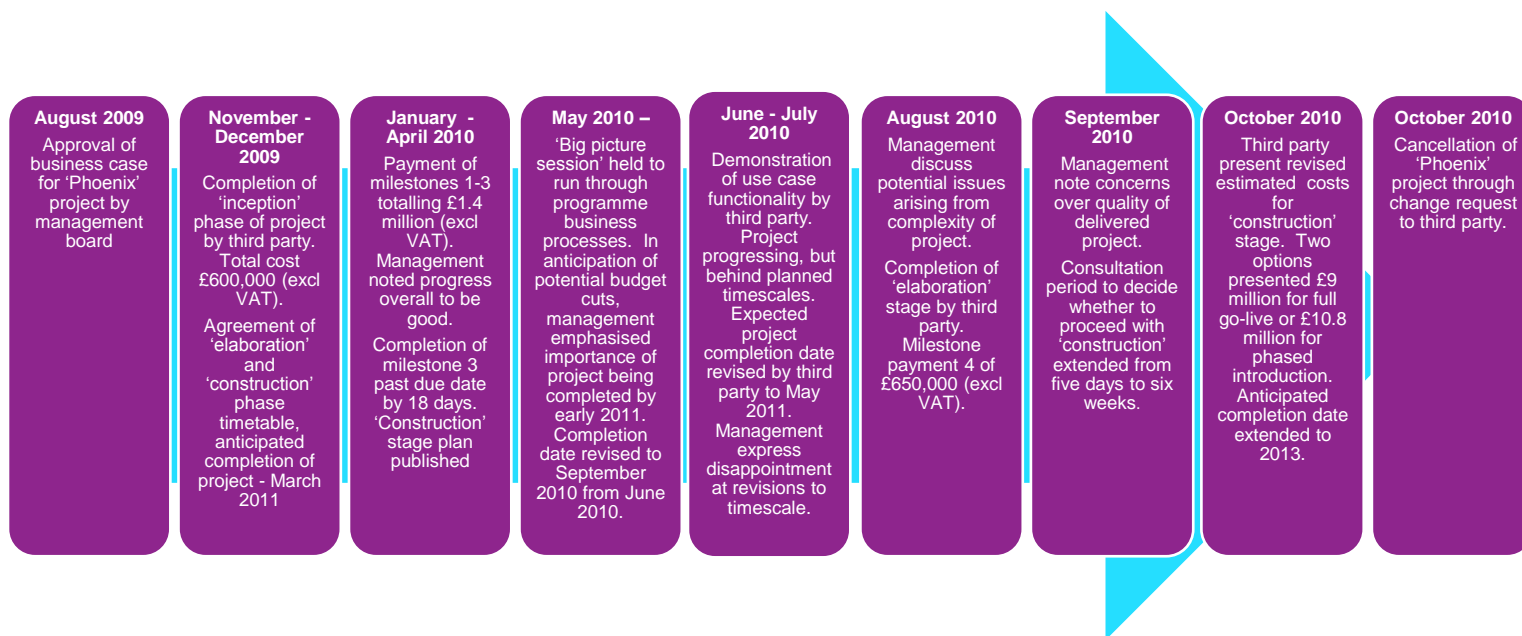 August 2009
Approval of
business case
for ‘Phoenix’
project by
management
board
November -
December
2009
Completion of
‘inception’
phase of project
by third party.
Total cost
£600,000 (excl
VAT).
Agreement of
‘elaboration’
and
‘construction’
phase
timetable,
anticipated
completion of
project - March
2011
January -
April 2010
Payment of
milestones 1-3
totalling £1.4
million (excl
VAT).
Management
noted progress
overall to be
good.
Completion of
milestone 3
past due date
by 18 days.
‘Construction’
stage plan
published
May 2010 –
‘Big picture
session’ held to
run through
programme
business
processes. In
anticipation of
potential budget
cuts,
management
emphasised
importance of
project being
completed by
early 2011.
Completion
date revised to
September
2010 from June
2010.
June - July
2010
Demonstration
of use case
functionality by
third party.
Project
progressing, but
behind planned
timescales.
Expected
project
completion date
revised by third
party to May
2011.
Management
express
disappointment
at revisions to
timescale.
August 2010
Management
discuss
potential issues
arising from
complexity of
project.
Completion of
‘elaboration’
stage by third
party.
Milestone
payment 4 of
£650,000 (excl
VAT).
September
2010
Management
note concerns
over quality of
delivered
project.
Consultation
period to decide
whether to
proceed with
‘construction’
extended from
five days to six
weeks.
October 2010
Third party
present revised
estimated costs
for
‘construction’
stage. Two
options
presented £9
million for full
go-live or £10.8
million for
phased
introduction.
Anticipated
completion date
extended to
2013.
October 2010
Cancellation of
‘Phoenix’
project through
change request
to third party.